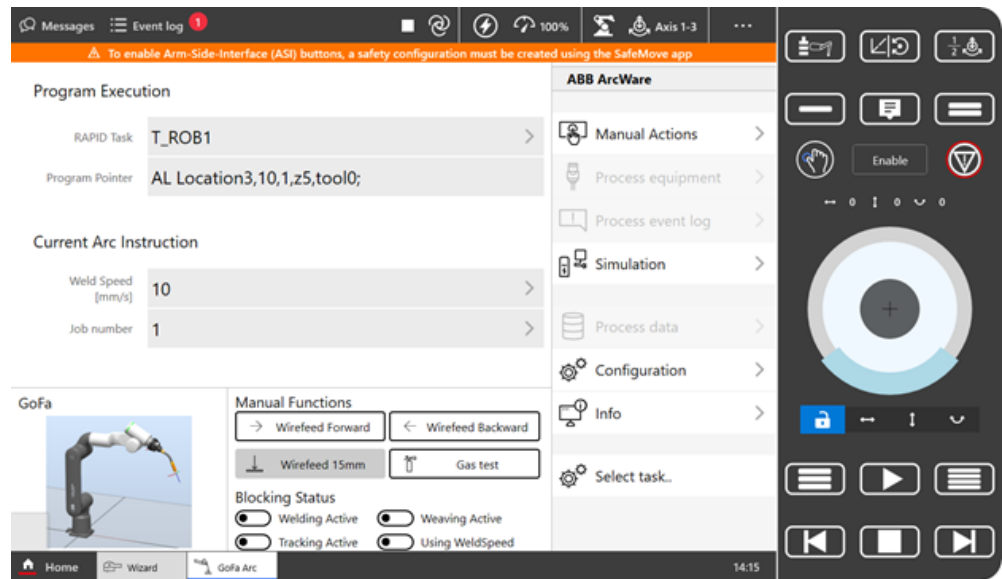 Messages Event log 1 100% Axis 1-3 ...
To enable Arm-Side-Interface (ASI) buttons, a safety configuration must be created using the SafeMove app
Program Execution
RAPID Task T_ROB1
Program Pointer AL Location3,10,1,z5,tool0;
Current Arc Instruction
Weld Speed
[mm/s]
10
Job number 1
ABB ArcWare
Manual Actions
Process equipment
Process event log
Simulation
Process data
Configuration
Info
Select task..
GoFa
Manual Functions
Wirefeed Forward Wirefeed Backward
Wirefeed 15mm Gas test
Blocking Status
Welding Active Weaving Active
Tracking Active Using WeldSpeed
Home Wizard GoFa Arc 14:15
1
2
Enable
0 0 0